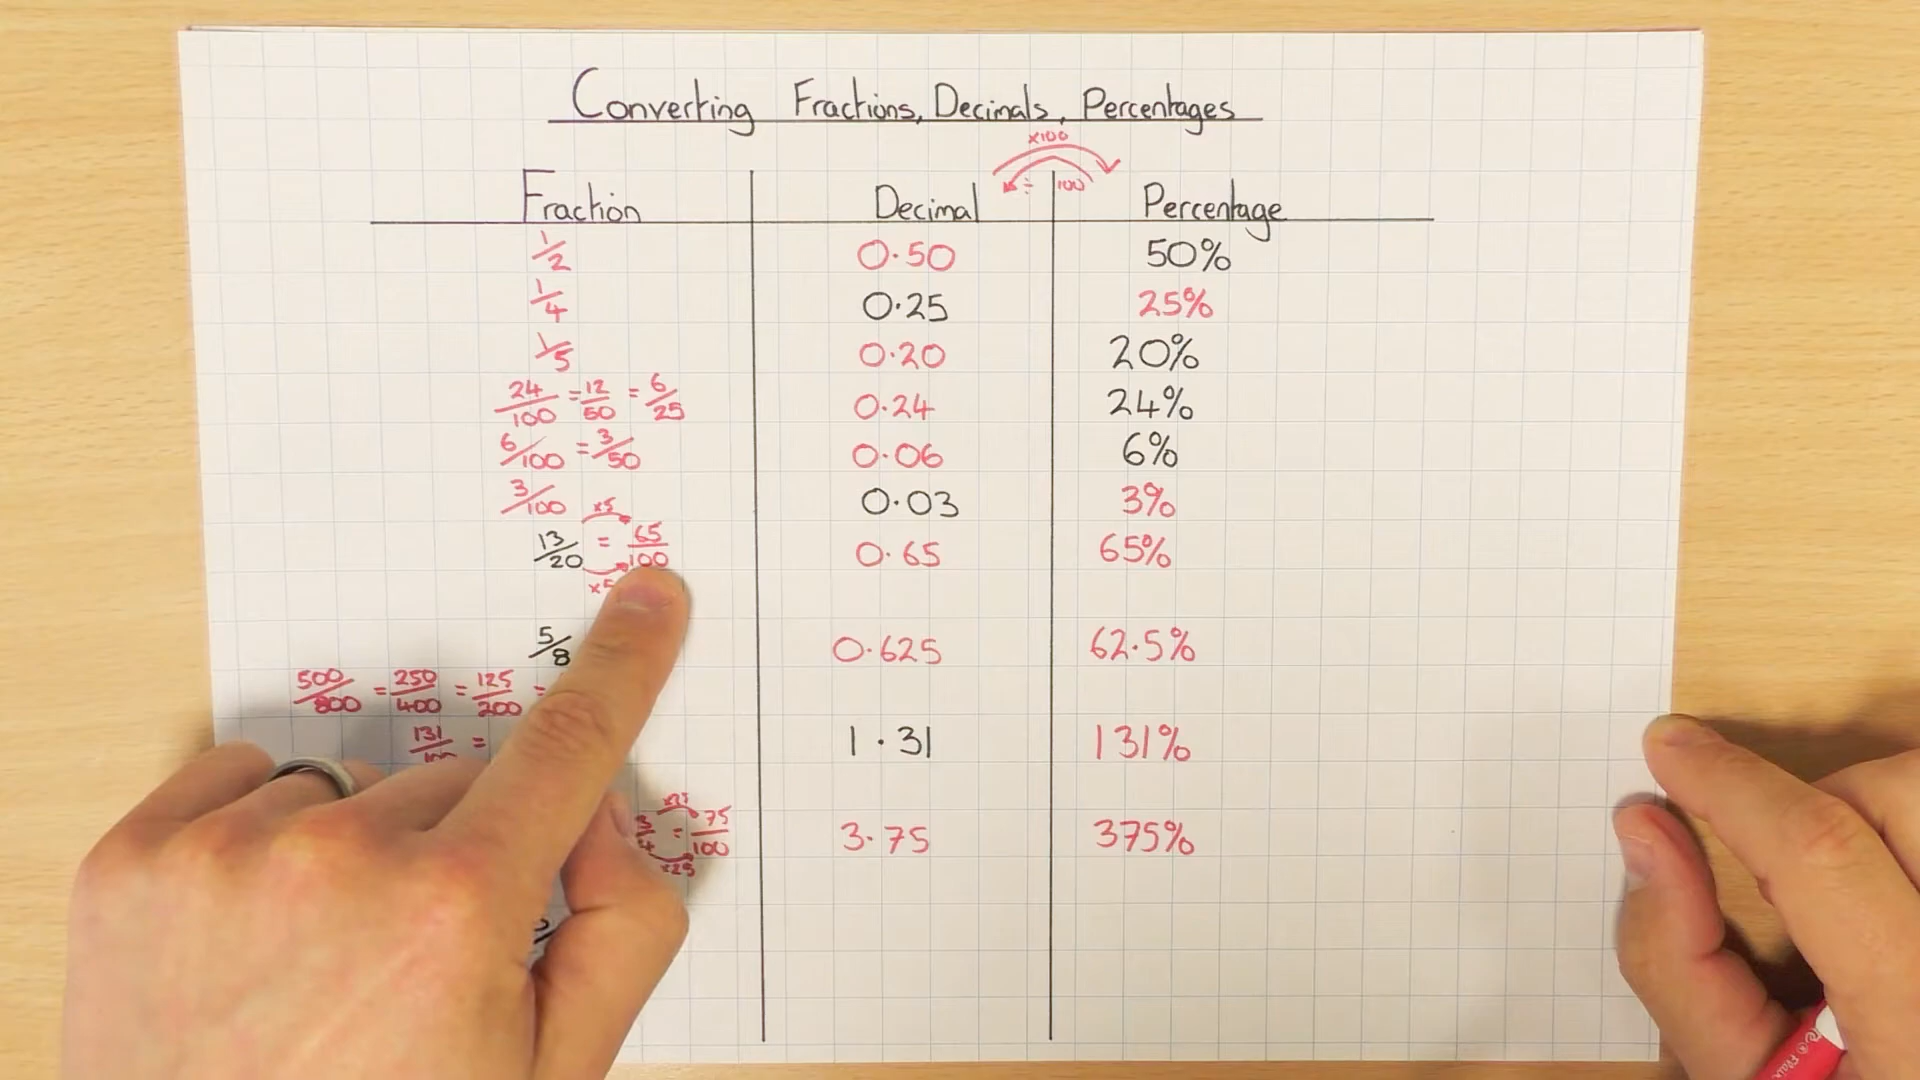 Converting Fractions, Decimals, Percentages
×100
÷ 100
Fraction Decimal Percentage
1/2 0.50 50%
1/4 0.25 25%
1/5 0.20 20%
24/100 = 12/50 = 6/25 0.24 24%
6/100 = 3/50 0.06 6%
3/100 0.03 3%
×5
13/20 = 65/100 0.65 65%
×5
5/8 0.625 62.5%
500/800 = 250/400 = 125/200 =
131/100 = 1.31 131%
×25
3/4 = 75/100 3.75 375%
×25